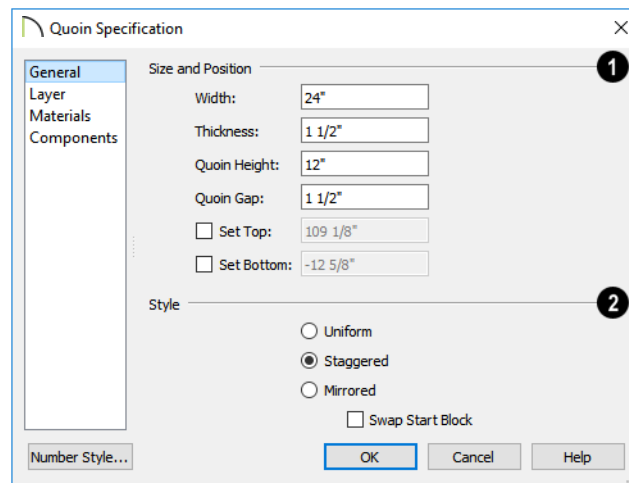 Quoin Specification
General
Layer
Materials
Components
Size and Position
1
Width: 24"
Thickness: 1 1/2"
Quoin Height: 12"
Quoin Gap: 1 1/2"
Set Top: 109 1/8"
Set Bottom: -12 5/8"
Style
2
Uniform
Staggered
Mirrored
Swap Start Block
Number Style...
OK
Cancel
Help